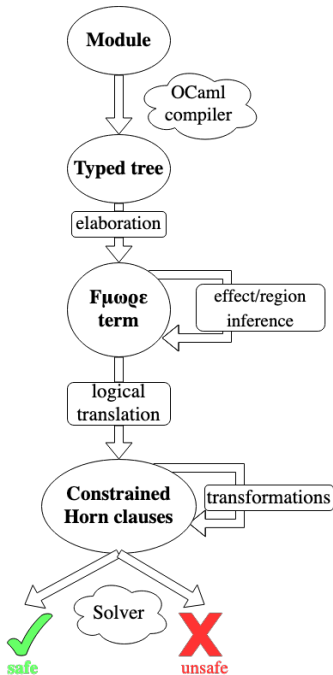 Module
OCaml
compiler
Typed tree
elaboration
Fμωρε
term
effect/region
inference
logical
translation
Constrained
Horn clauses
transformations
Solver
safe
unsafe